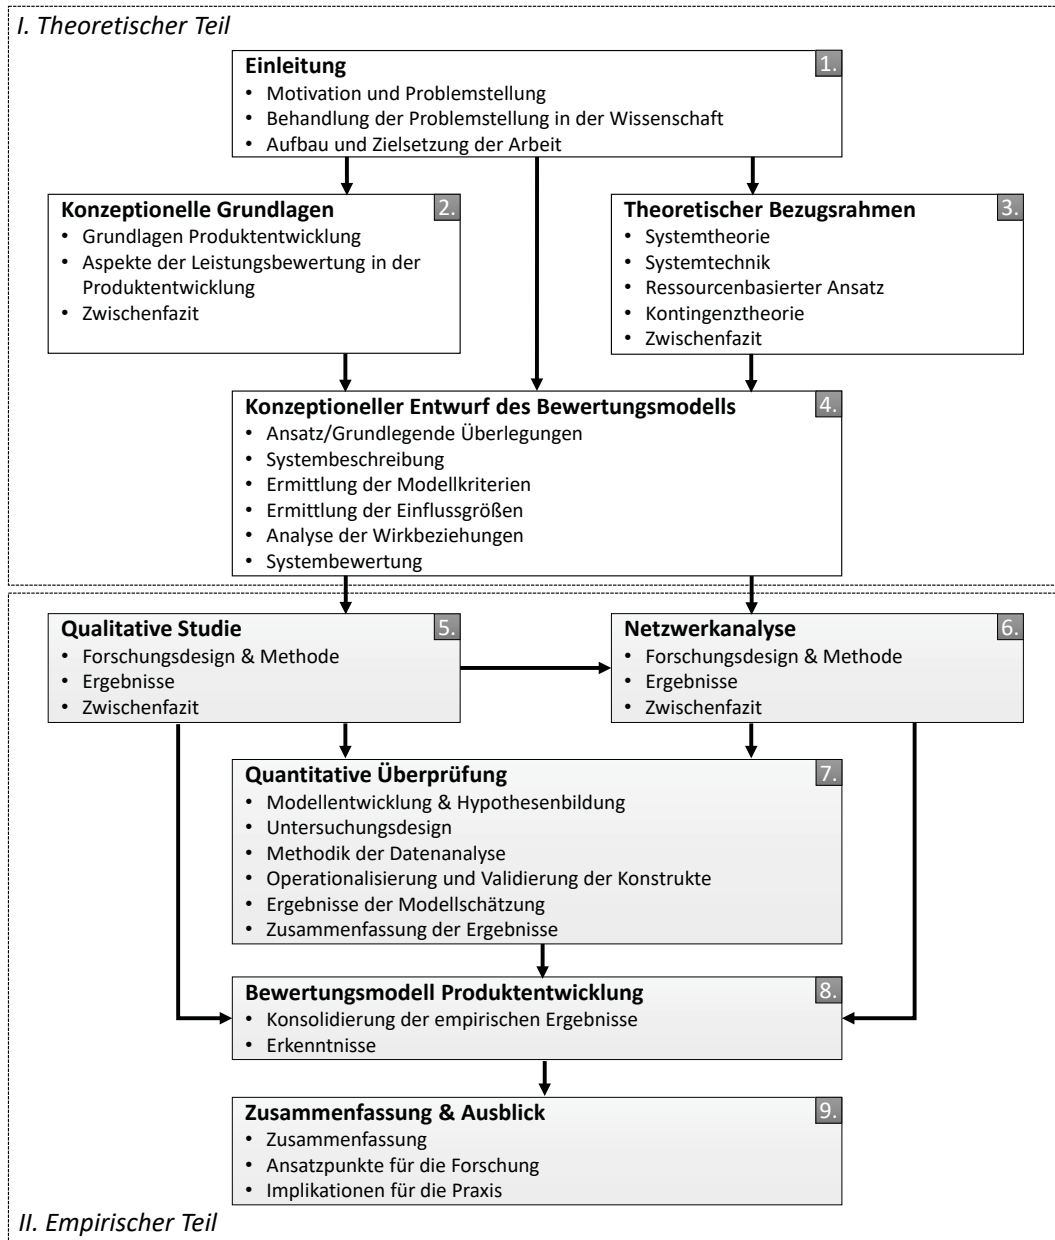 I. Theoretischer Teil
Einleitung 1.
• Motivation und Problemstellung
• Behandlung der Problemstellung in der Wissenschaft
• Aufbau und Zielsetzung der Arbeit
Konzeptionelle Grundlagen 2.
• Grundlagen Produktentwicklung
• Aspekte der Leistungsbewertung in der
Produktentwicklung
• Zwischenfazit
Theoretischer Bezugsrahmen 3.
• Systemtheorie
• Systemtechnik
• Ressourcenbasierter Ansatz
• Kontingenztheorie
• Zwischenfazit
Konzeptioneller Entwurf des Bewertungsmodells 4.
• Ansatz/Grundlegende Überlegungen
• Systembeschreibung
• Ermittlung der Modellkriterien
• Ermittlung der Einflussgrößen
• Analyse der Wirkbeziehungen
• Systembewertung
Qualitative Studie 5.
• Forschungsdesign & Methode
• Ergebnisse
• Zwischenfazit
Netzwerkanalyse 6.
• Forschungsdesign & Methode
• Ergebnisse
• Zwischenfazit
Quantitative Überprüfung 7.
• Modellentwicklung & Hypothesenbildung
• Untersuchungsdesign
• Methodik der Datenanalyse
• Operationalisierung und Validierung der Konstrukte
• Ergebnisse der Modellschätzung
• Zusammenfassung der Ergebnisse
Bewertungsmodell Produktentwicklung 8.
• Konsolidierung der empirischen Ergebnisse
• Erkenntnisse
Zusammenfassung & Ausblick 9.
• Zusammenfassung
• Ansatzpunkte für die Forschung
• Implikationen für die Praxis
II. Empirischer Teil